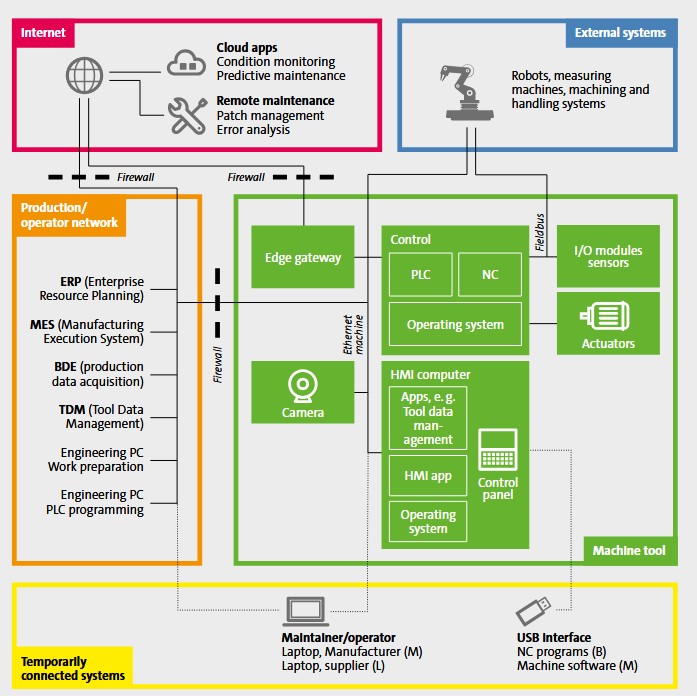 Internet
Cloud apps
Condition monitoring
Predictive maintenance
Remote maintenance
Patch management
Error analysis
External systems
Robots, measuring
machines, machining and
handling systems
Firewall
Firewall
Production/
operator network
ERP (Enterprise
Resource Planning)
MES (Manufacturing
Execution System)
BDE (production
data acquisition)
TDM (Tool Data
Management)
Engineering PC
Work preparation
Engineering PC
PLC programming
Firewall
Edge gateway
Camera
Ethernet
machine
Control
PLC
NC
Operating system
Fieldbus
I/O modules
sensors
Actuators
HMI computer
Apps, e. g.
Tool data
man-
agement
HMI app
Operating
system
Control
panel
Machine tool
Temporarily
connected systems
Maintainer/operator
Laptop, Manufacturer (M)
Laptop, supplier (L)
USB Interface
NC programs (B)
Machine software (M)